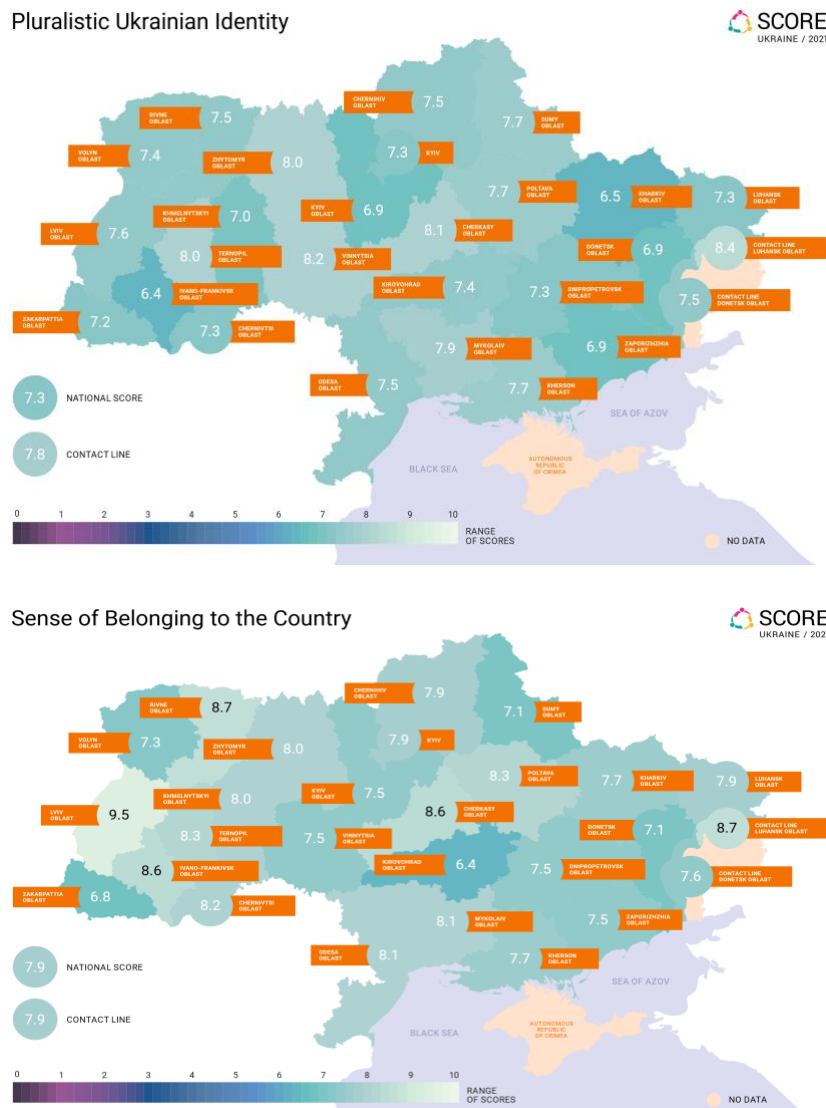 Pluralistic Ukrainian Identity
SCORE
UKRAINE / 2021
CHERNIHIV
OBLAST
7.5
RIVNE
OBLAST
7.5
7.7
SUMY
OBLAST
VOLYN
OBLAST
7.4
ZHYTOMYR
OBLAST
8.0
7.3
KYIV
7.7
POLTAVA
OBLAST
6.5
KHARKIV
OBLAST
7.3
LUHANSK
OBLAST
KHMELNYTSKYI
OBLAST
7.0
KYIV
OBLAST
6.9
LVIV
OBLAST
7.6
8.1
CHERKASY
OBLAST
DONETSK
OBLAST
6.9
8.4
CONTACT LINE
LUHANSK OBLAST
8.0
TERNOPIL
OBLAST
8.2
VINNYTSIA
OBLAST
6.4
IVANO-FRANKIVSK
OBLAST
KIROVOHRAD
OBLAST
7.4
7.3
DNIPROPETROVSK
OBLAST
7.5
CONTACT LINE
DONETSK OBLAST
ZAKARPATTIA
OBLAST
7.2
7.3
CHERNIVTSI
OBLAST
7.9
MYKOLAIV
OBLAST
6.9
ZAPORIZHZHIA
OBLAST
ODESA
OBLAST
7.5
7.7
KHERSON
OBLAST
7.3
NATIONAL SCORE
SEA OF AZOV
7.8
CONTACT LINE
BLACK SEA
AUTONOMOUS
REPUBLIC
OF CRIMEA
0 1 2 3 4 5 6 7 8 9 10
RANGE
OF SCORES
NO DATA
Sense of Belonging to the Country
SCORE
UKRAINE / 202
CHERNIHIV
OBLAST
7.9
RIVNE
OBLAST
8.7
7.1
SUMY
OBLAST
VOLYN
OBLAST
7.3
ZHYTOMYR
OBLAST
8.0
7.9
KYIV
8.3
POLTAVA
OBLAST
7.7
KHARKIV
OBLAST
7.9
LUHANSK
OBLAST
KHMELNYTSKYI
OBLAST
8.0
KYIV
OBLAST
7.5
LVIV
OBLAST
9.5
8.6
CHERKASY
OBLAST
DONETSK
OBLAST
7.1
8.7
CONTACT LINE
LUHANSK OBLAST
8.3
TERNOPIL
OBLAST
7.5
VINNYTSIA
OBLAST
8.6
IVANO-FRANKIVSK
OBLAST
KIROVOHRAD
OBLAST
6.4
7.5
DNIPROPETROVSK
OBLAST
7.6
CONTACT LINE
DONETSK OBLAST
ZAKARPATTIA
OBLAST
6.8
8.2
CHERNIVTSI
OBLAST
8.1
MYKOLAIV
OBLAST
7.5
ZAPORIZHZHIA
OBLAST
ODESA
OBLAST
8.1
7.7
KHERSON
OBLAST
7.9
NATIONAL SCORE
SEA OF AZOV
7.9
CONTACT LINE
BLACK SEA
AUTONOMOUS
REPUBLIC
OF CRIMEA
0 1 2 3 4 5 6 7 8 9 10
RANGE
OF SCORES
NO DATA